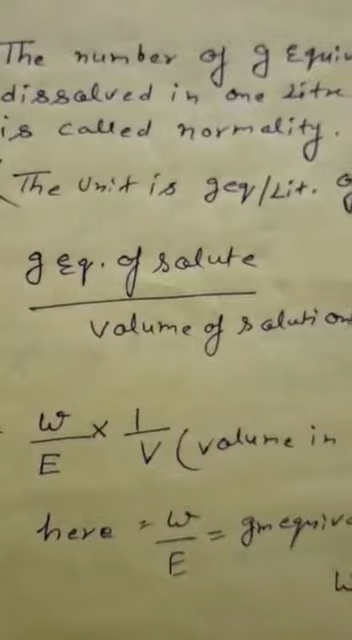 The number of g Equiv
dissolved in one Litre
is called normality.
(The Unit is geq/Lit.
g Eq. of solute
volume of solution
W/E × 1/V (volume in
here = W/E = gm equiva
W